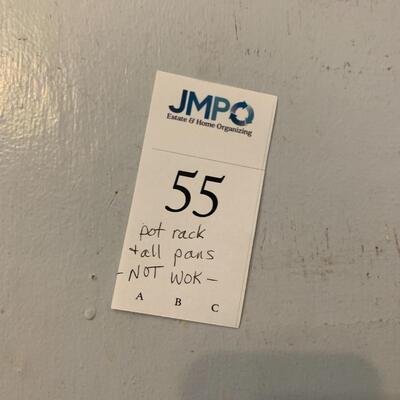 JMPO
Estate & Home Organizing
55
pot rack
+ all pans
- NOT WOK -
A B C